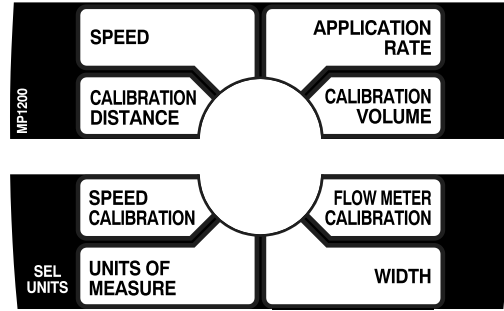 SPEED
APPLICATION
RATE
MP1200
CALIBRATION
DISTANCE
CALIBRATION
VOLUME
SPEED
CALIBRATION
FLOW METER
CALIBRATION
SEL
UNITS
UNITS OF
MEASURE
WIDTH